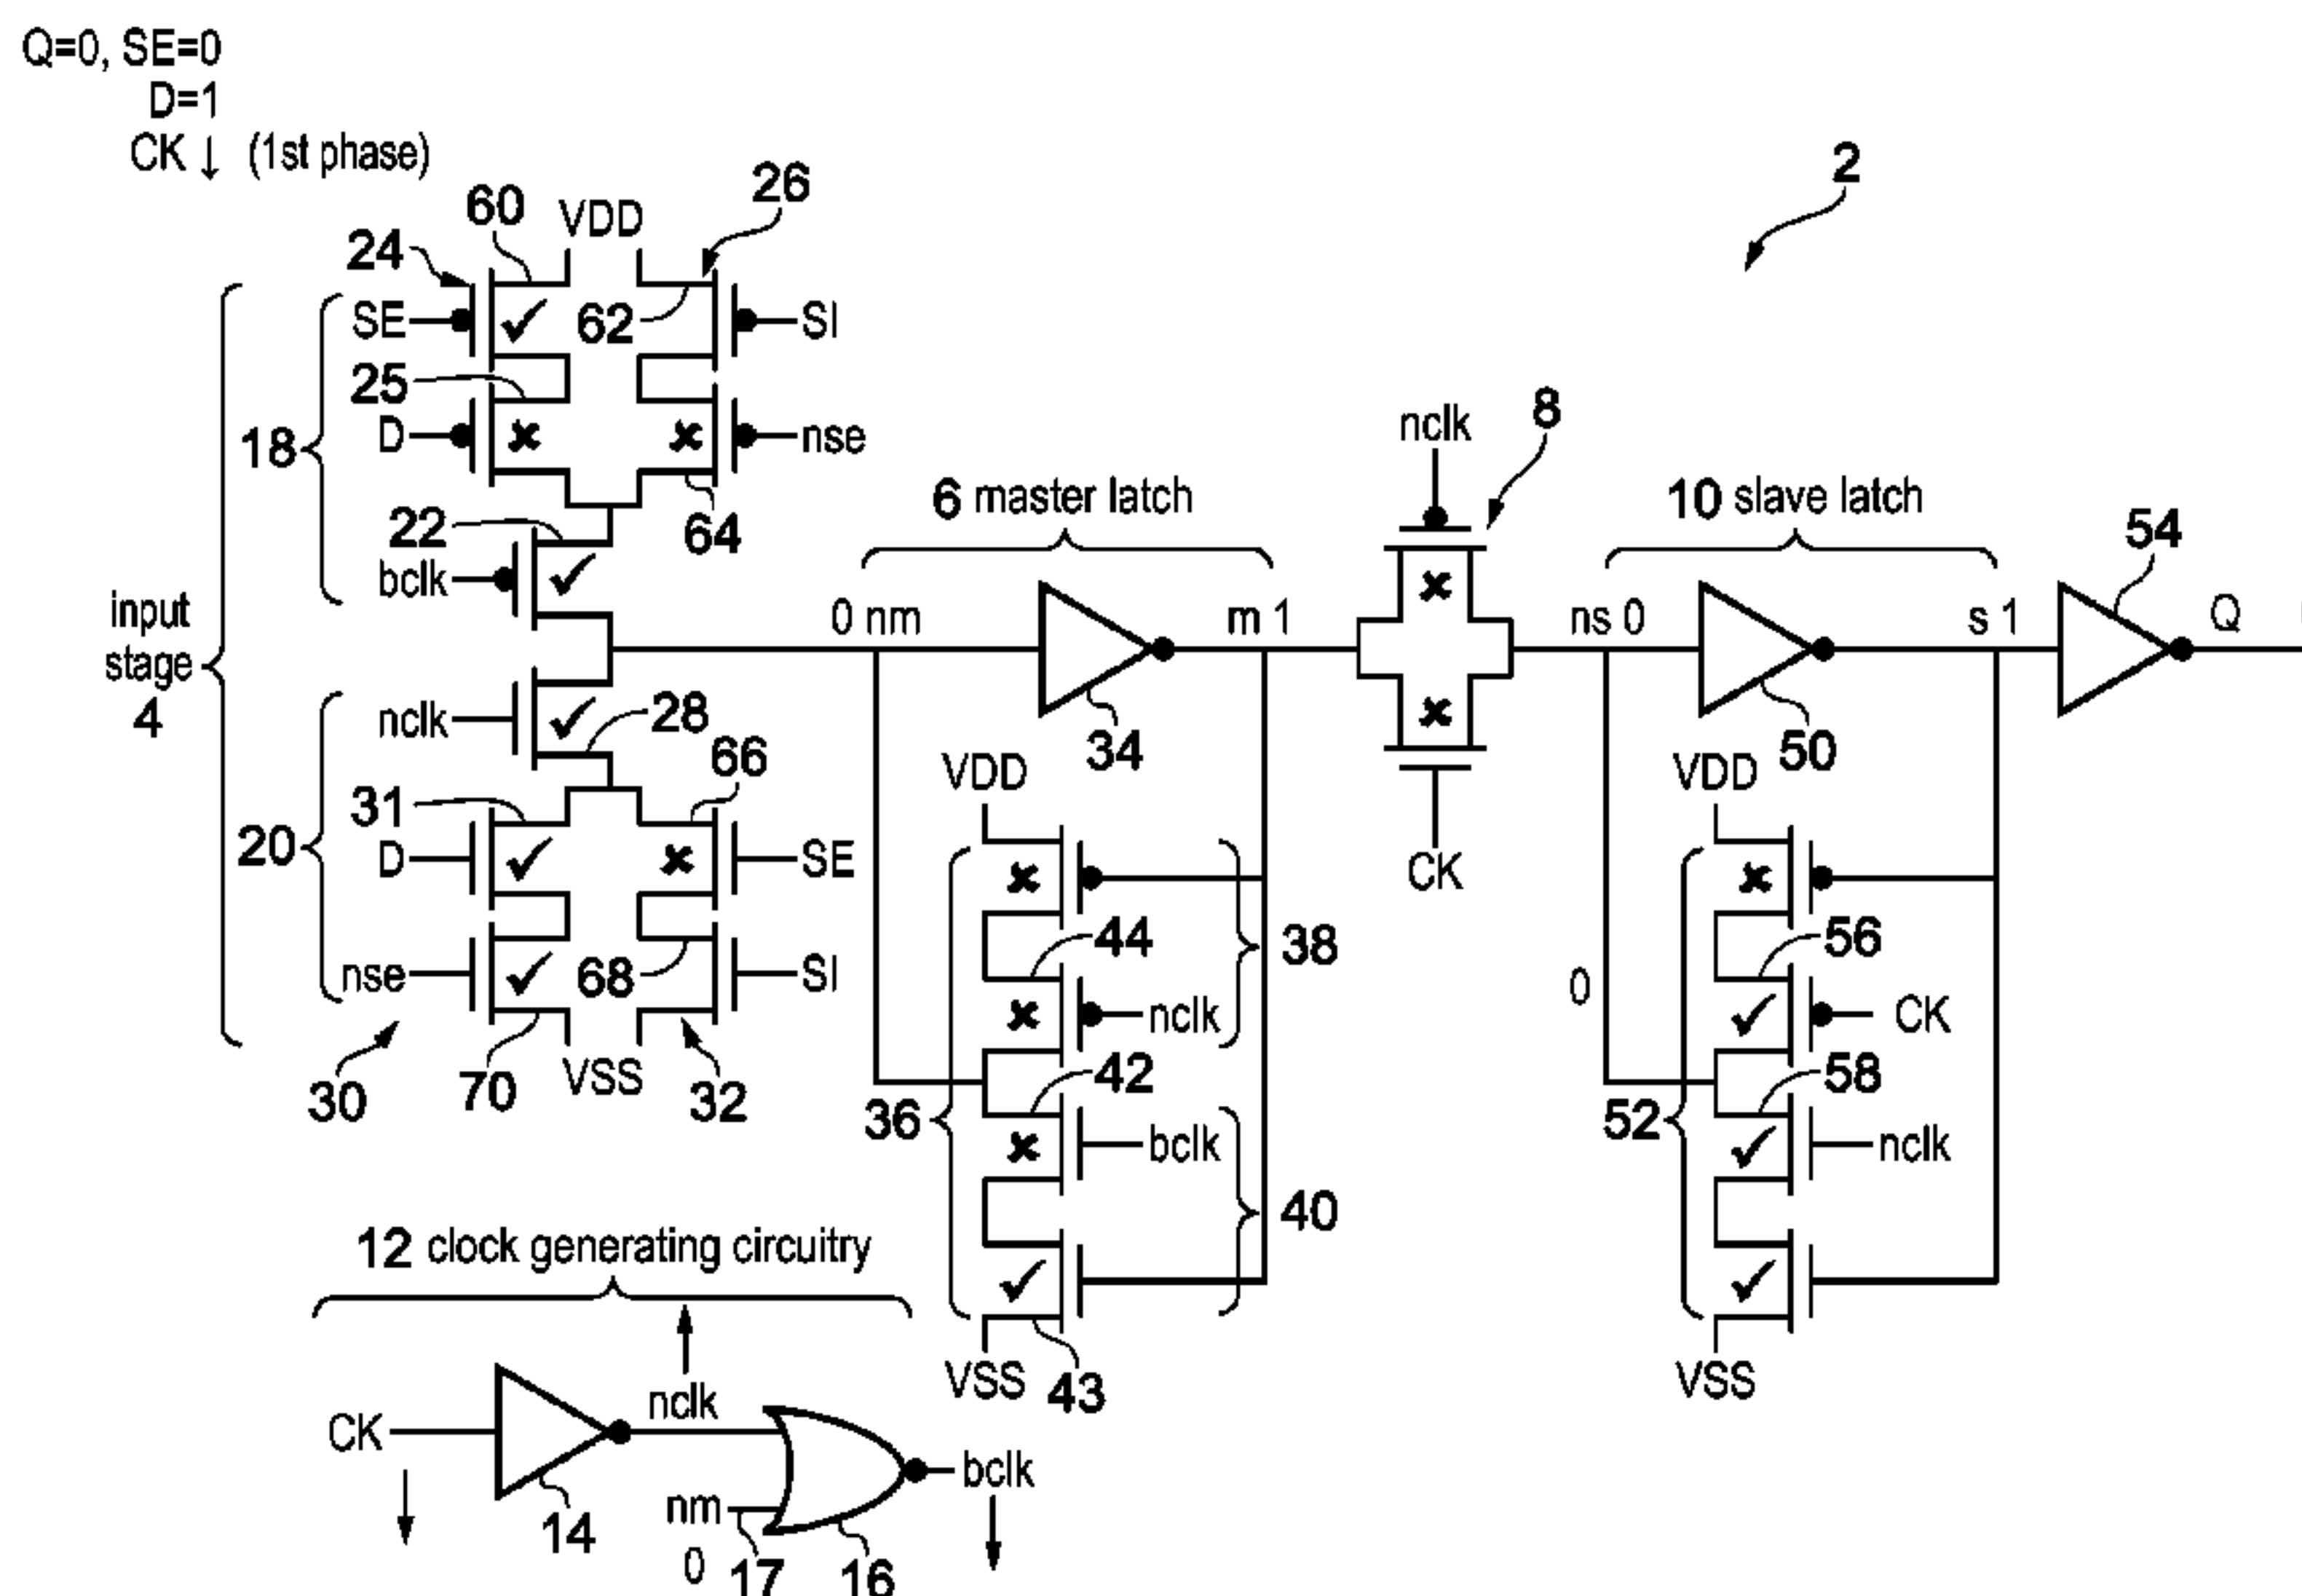 Q=0, SE=0
D=1
CK ↓ (1st phase)
2
60
VDD
26
24
SE
62
SI
25
D
nse
18
64
22
bclk
input
stage
4
nclk
28
66
31
20
D
SE
nse
68
SI
30
70
VSS
32
6 master latch
0 nm
m 1
34
VDD
44
38
nclk
42
36
bclk
40
VSS
43
nclk
8
CK
10 slave latch
54
ns 0
s 1
Q
50
VDD
56
0
CK
58
52
nclk
VSS
12 clock generating circuitry
nclk
CK
bclk
nm
14
0
17
16